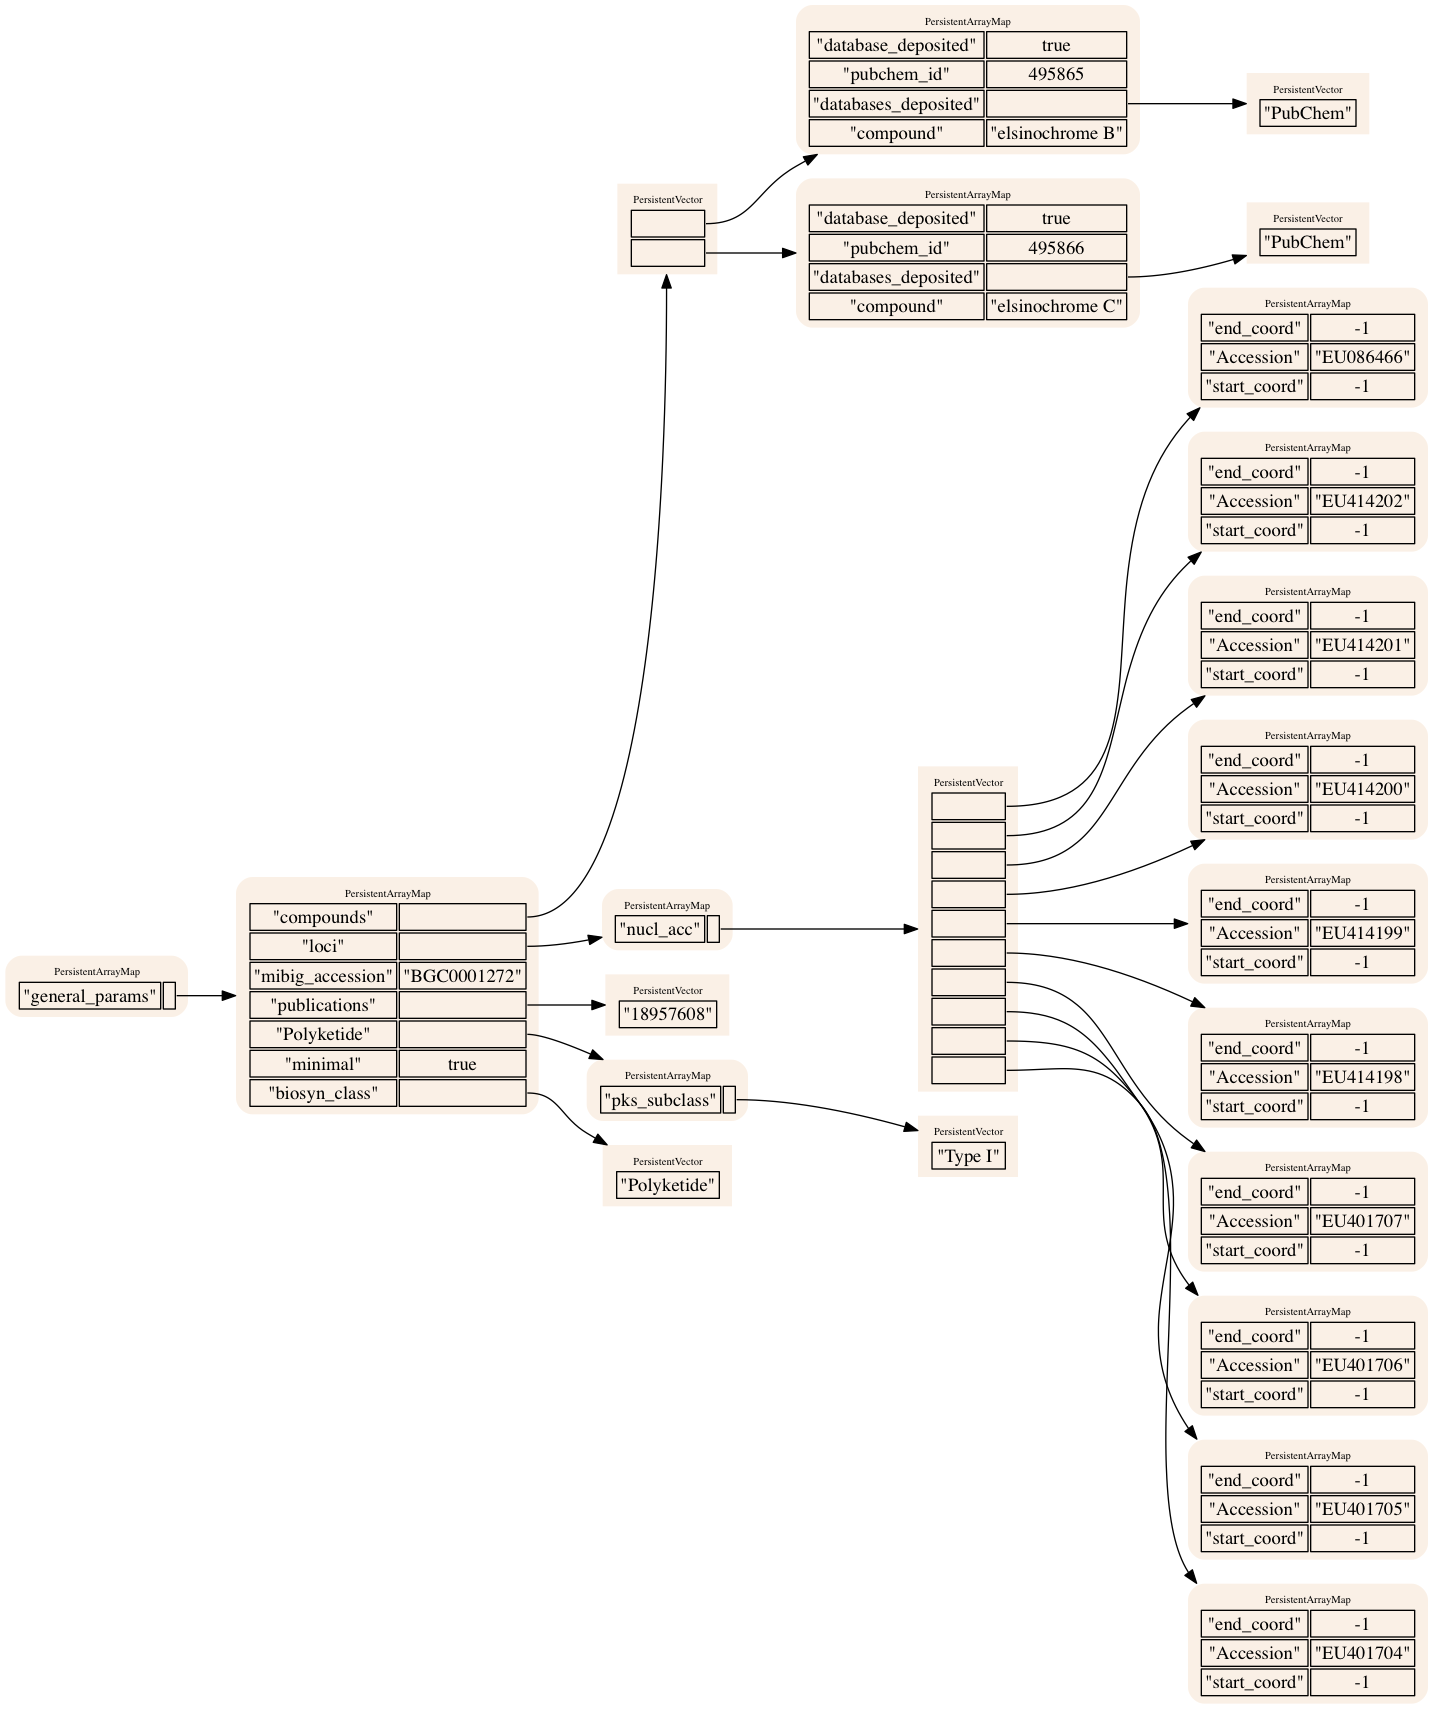 PersistentArrayMap
"database_deposited" true
"pubchem_id" 495865
"databases_deposited"
"compound" "elsinochrome B"
PersistentVector
"PubChem"
PersistentVector
PersistentArrayMap
"database_deposited" true
"pubchem_id" 495866
"databases_deposited"
"compound" "elsinochrome C"
PersistentVector
"PubChem"
PersistentArrayMap
"end_coord" -1
"Accession" "EU086466"
"start_coord" -1
PersistentArrayMap
"end_coord" -1
"Accession" "EU414202"
"start_coord" -1
PersistentArrayMap
"end_coord" -1
"Accession" "EU414201"
"start_coord" -1
PersistentArrayMap
"end_coord" -1
"Accession" "EU414200"
"start_coord" -1
PersistentVector
PersistentArrayMap
"general_params"
PersistentArrayMap
"compounds"
"loci"
"mibig_accession" "BGC0001272"
"publications"
"Polyketide"
"minimal" true
"biosyn_class"
PersistentArrayMap
"nucl_acc"
PersistentVector
"18957608"
PersistentArrayMap
"pks_subclass"
PersistentVector
"Polyketide"
PersistentVector
"Type I"
PersistentArrayMap
"end_coord" -1
"Accession" "EU414199"
"start_coord" -1
PersistentArrayMap
"end_coord" -1
"Accession" "EU414198"
"start_coord" -1
PersistentArrayMap
"end_coord" -1
"Accession" "EU401707"
"start_coord" -1
PersistentArrayMap
"end_coord" -1
"Accession" "EU401706"
"start_coord" -1
PersistentArrayMap
"end_coord" -1
"Accession" "EU401705"
"start_coord" -1
PersistentArrayMap
"end_coord" -1
"Accession" "EU401704"
"start_coord" -1